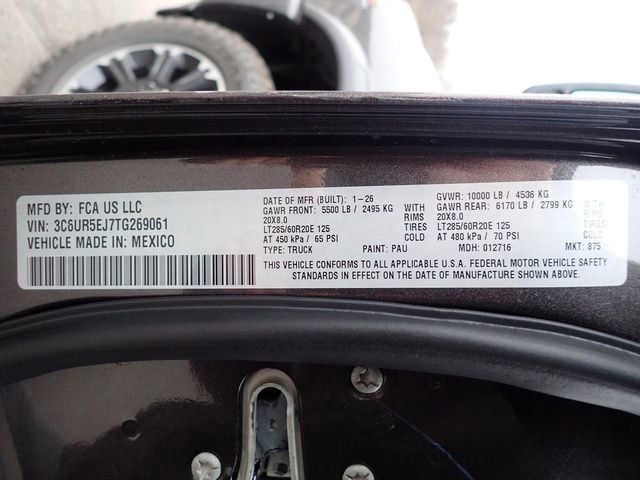 MFD BY: FCA US LLC
VIN: 3C6UR5EJ7TG269061
VEHICLE MADE IN MEXICO
DATE OF MFR (BUILT): 1-26
GAWR FRONT: 5500 LB / 2495 KG WITH
20X8.0 RIMS
LT285/60R20E 125 TIRES
AT 450 kPa / 65 PSI COLD
TYPE: TRUCK PAINT: PAU
GVWR: 10000 LB / 4536 KG
GAWR REAR: 6170 LB / 2799 KG WITH
20X8.0 RIMS
LT285/60R20E 125 TIRES
AT 480 kPa / 70 PSI COLD
MDH: 012716 MKT: 875
THIS VEHICLE CONFORMS TO ALL APPLICABLE U.S.A. FEDERAL MOTOR VEHICLE SAFETY
STANDARDS IN EFFECT ON THE DATE OF MANUFACTURE SHOWN ABOVE.